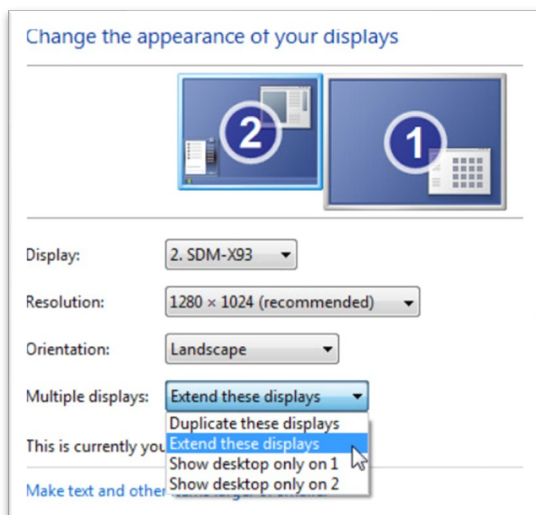 Change the appearance of your displays
2
1
Display: 2. SDM-X93
Resolution: 1280 × 1024 (recommended)
Orientation: Landscape
Multiple displays: Extend these displays
Duplicate these displays
This is currently you
Extend these displays
Show desktop only on 1
Show desktop only on 2
Make text and othe